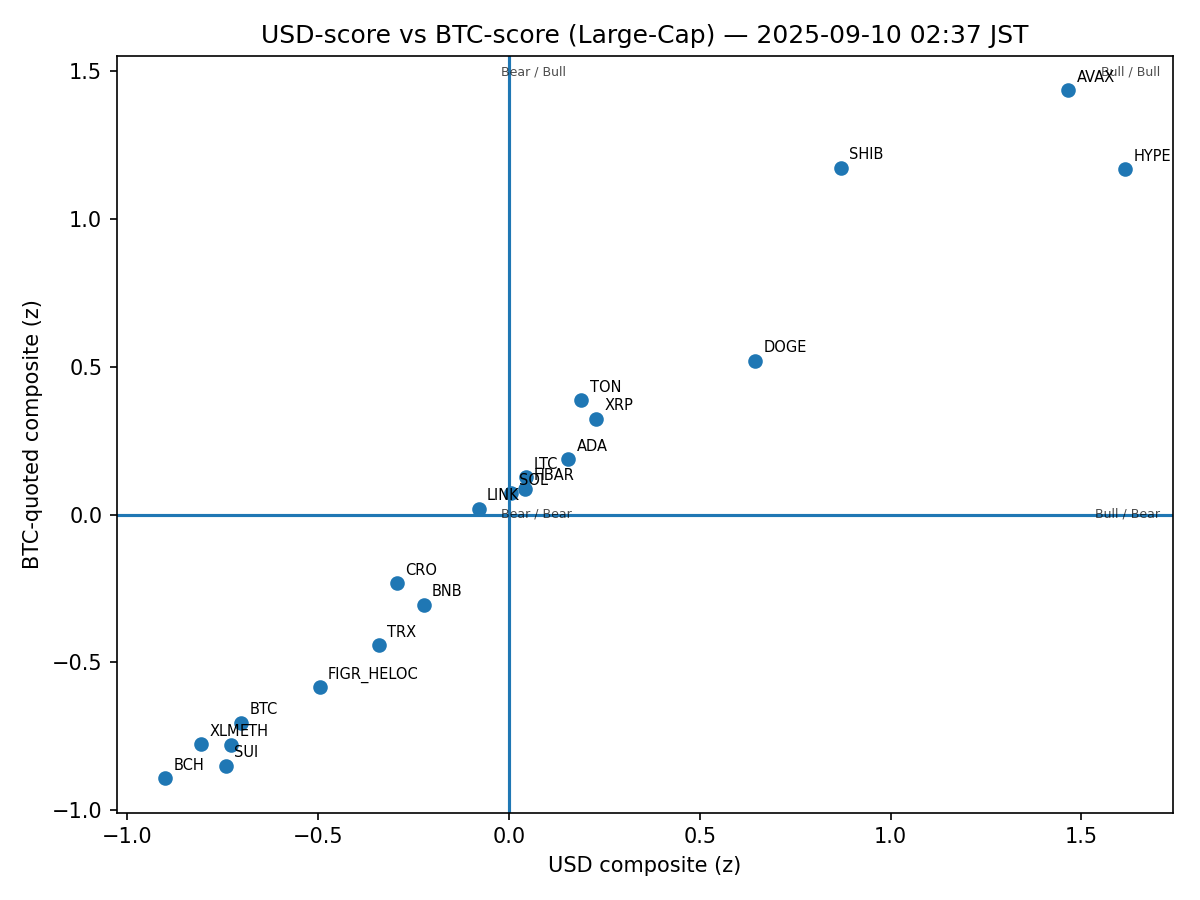 USD-score vs BTC-score (Large-Cap) — 2025-09-10 02:37 JST
1.5
Bear / Bull
AVAX
Bull / Bull
SHIB
HYPE
1.0
DOGE
0.5
TON
XRP
ADA
LTC
HBAR
SOL
LINK
0.0
Bear / Bear
Bull / Bear
CRO
BNB
TRX
−0.5
FIGR_HELOC
BTC
XLM
ETH
SUI
BCH
−1.0
−1.0
−0.5
0.0
0.5
1.0
1.5
USD composite (z)
BTC-quoted composite (z)